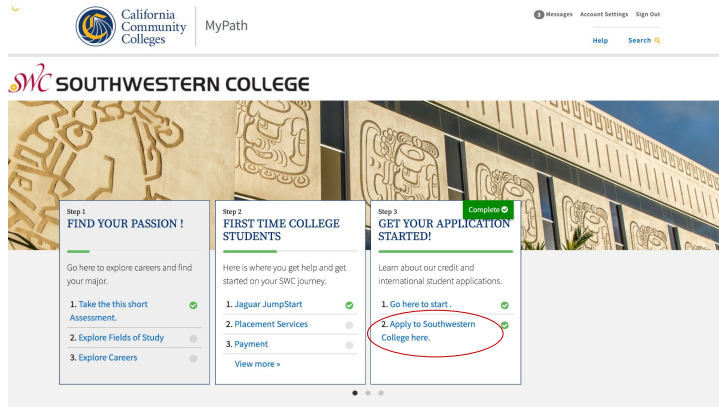 California
Community
Colleges
MyPath
3 Messages Account Settings Sign Out
Help Search
SWC SOUTHWESTERN COLLEGE
Step 1
FIND YOUR PASSION !
Go here to explore careers and find
your major.
1. Take the this short
Assessment.
2. Explore Fields of Study
3. Explore Careers
Step 2
FIRST TIME COLLEGE
STUDENTS
Here is where you get help and get
started on your SWC journey.
1. Jaguar JumpStart
2. Placement Services
3. Payment
View more »
Complete
Step 3
GET YOUR APPLICATION
STARTED!
Learn about our credit and
international student applications.
1. Go here to start .
2. Apply to Southwestern
College here.